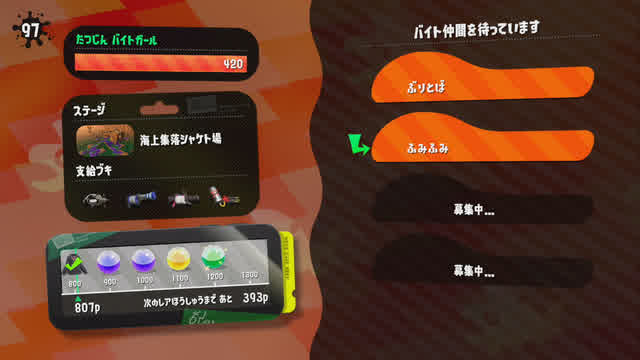 97
たつじん バイトガール
420
ステージ
海上集落シャケト場
支給ブキ
800
900
1000
1100
1200
1300
807p
次のレアほうしゅうまで あと 393p
バイト仲間を待っています
ぶりとば
ふみふみ
募集中...
募集中...